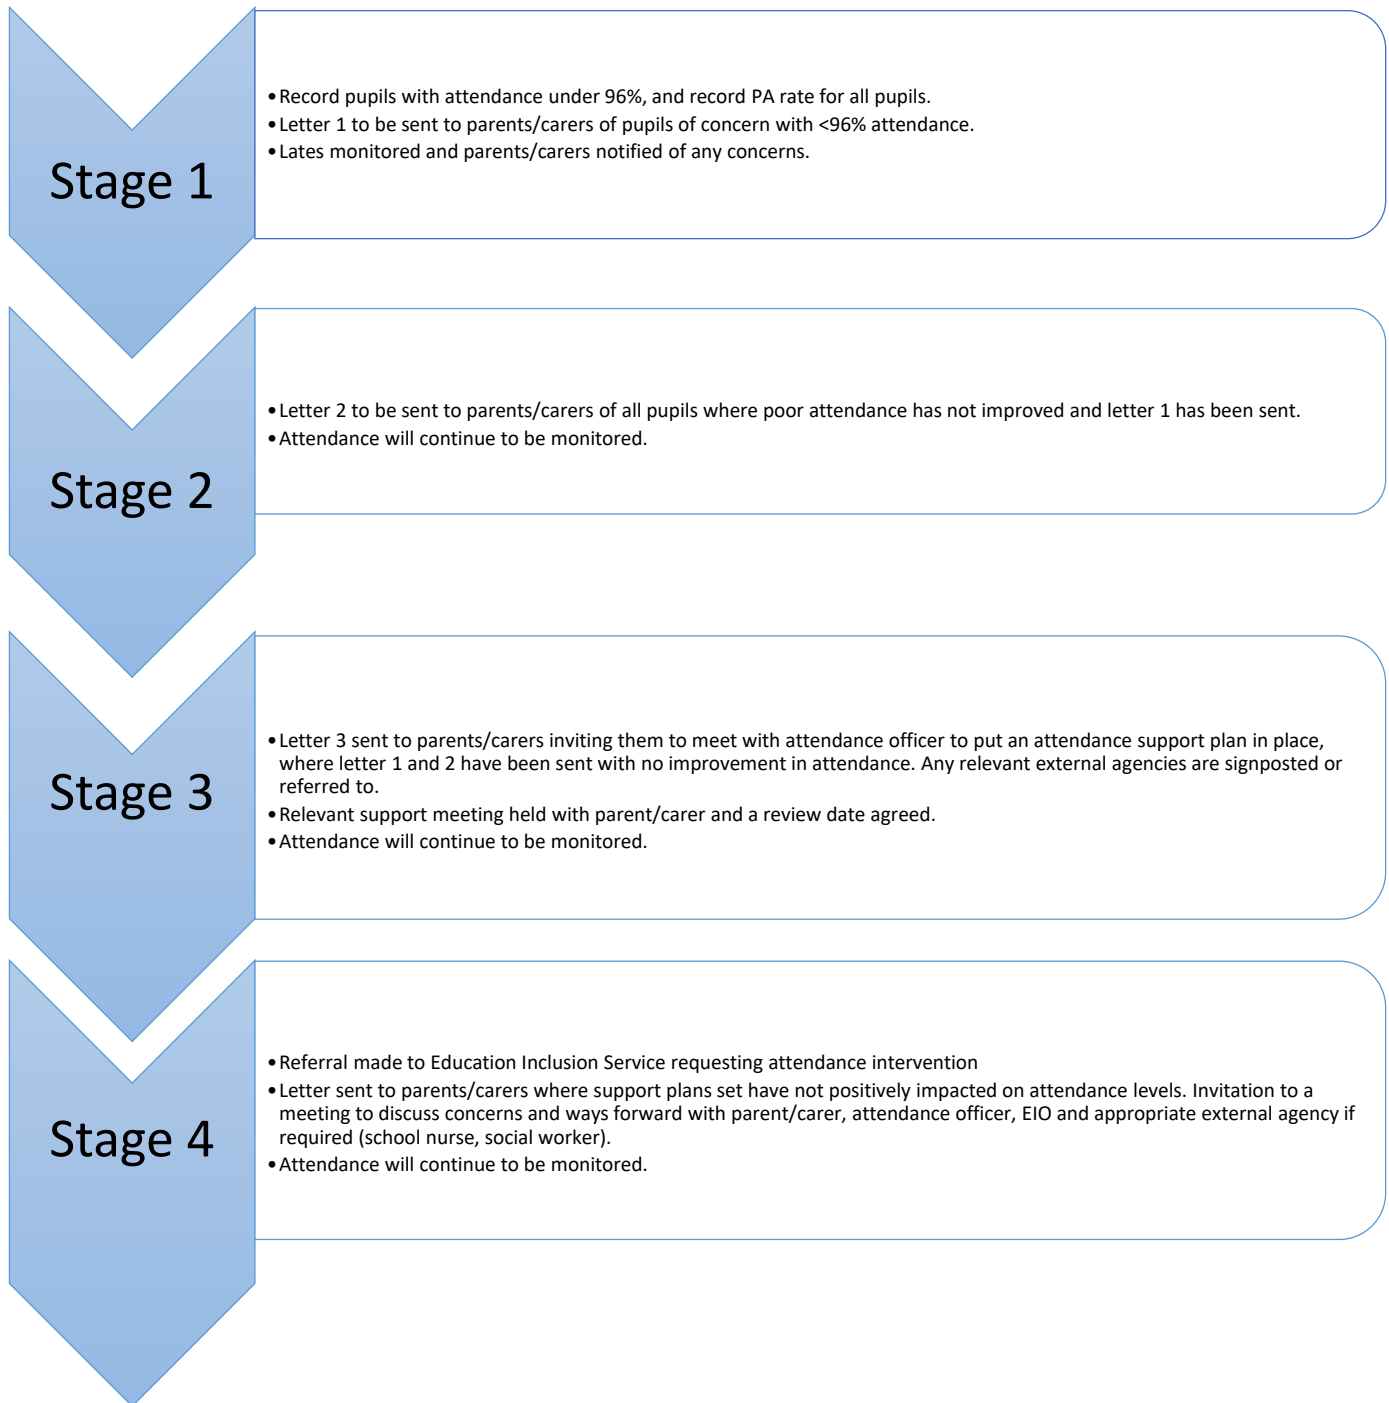 Stage 1
•Record pupils with attendance under 96%, and record PA rate for all pupils.
•Letter 1 to be sent to parents/carers of pupils of concern with <96% attendance.
•Lates monitored and parents/carers notified of any concerns.
Stage 2
•Letter 2 to be sent to parents/carers of all pupils where poor attendance has not improved and letter 1 has been sent.
•Attendance will continue to be monitored.
Stage 3
•Letter 3 sent to parents/carers inviting them to meet with attendance officer to put an attendance support plan in place,
where letter 1 and 2 have been sent with no improvement in attendance. Any relevant external agencies are signposted or
referred to.
•Relevant support meeting held with parent/carer and a review date agreed.
•Attendance will continue to be monitored.
Stage 4
•Referral made to Education Inclusion Service requesting attendance intervention
•Letter sent to parents/carers where support plans set have not positively impacted on attendance levels. Invitation to a
meeting to discuss concerns and ways forward with parent/carer, attendance officer, EIO and appropriate external agency if
required (school nurse, social worker).
•Attendance will continue to be monitored.